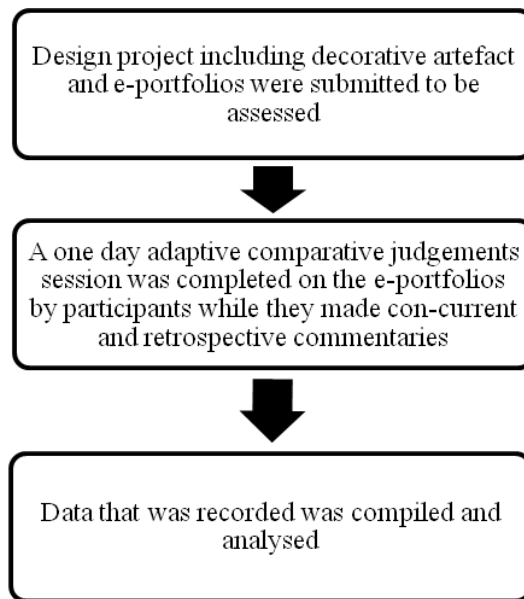 Design project including decorative artefact
and e-portfolios were submitted to be
assessed
A one day adaptive comparative judgements
session was completed on the e-portfolios
by participants while they made con-current
and retrospective commentaries
Data that was recorded was compiled and
analysed